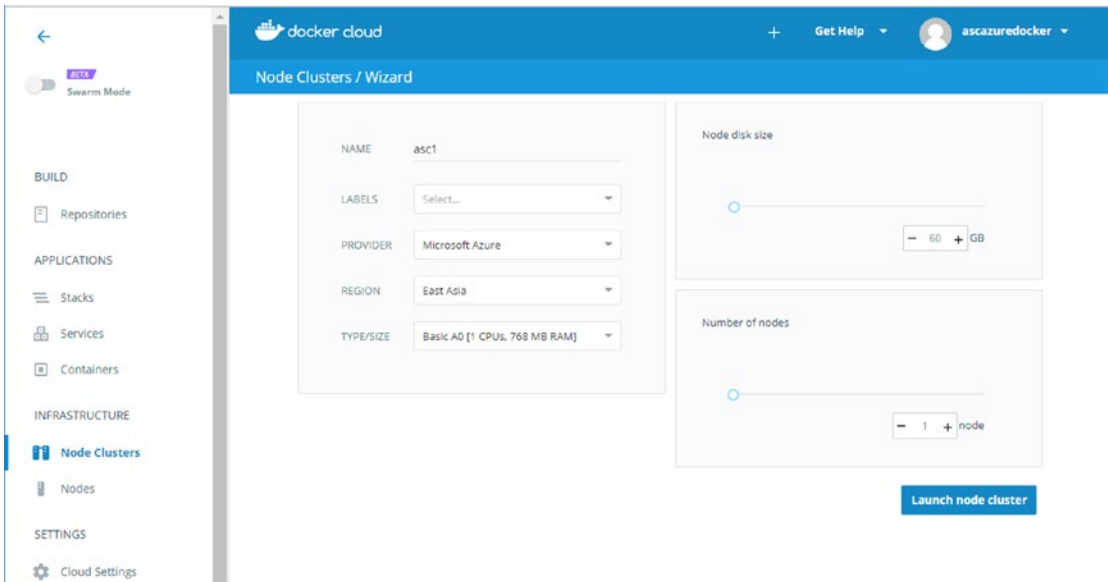 docker cloud
+ Get Help ascazuredocker
Node Clusters / Wizard
BETA
Swarm Mode
BUILD
Repositories
APPLICATIONS
Stacks
Services
Containers
INFRASTRUCTURE
Node Clusters
Nodes
SETTINGS
Cloud Settings
NAME asc1
LABELS Select...
PROVIDER Microsoft Azure
REGION East Asia
TYPE/SIZE Basic A0 [1 CPUs, 768 MB RAM]
Node disk size
− 60 + GB
Number of nodes
− 1 + node
Launch node cluster